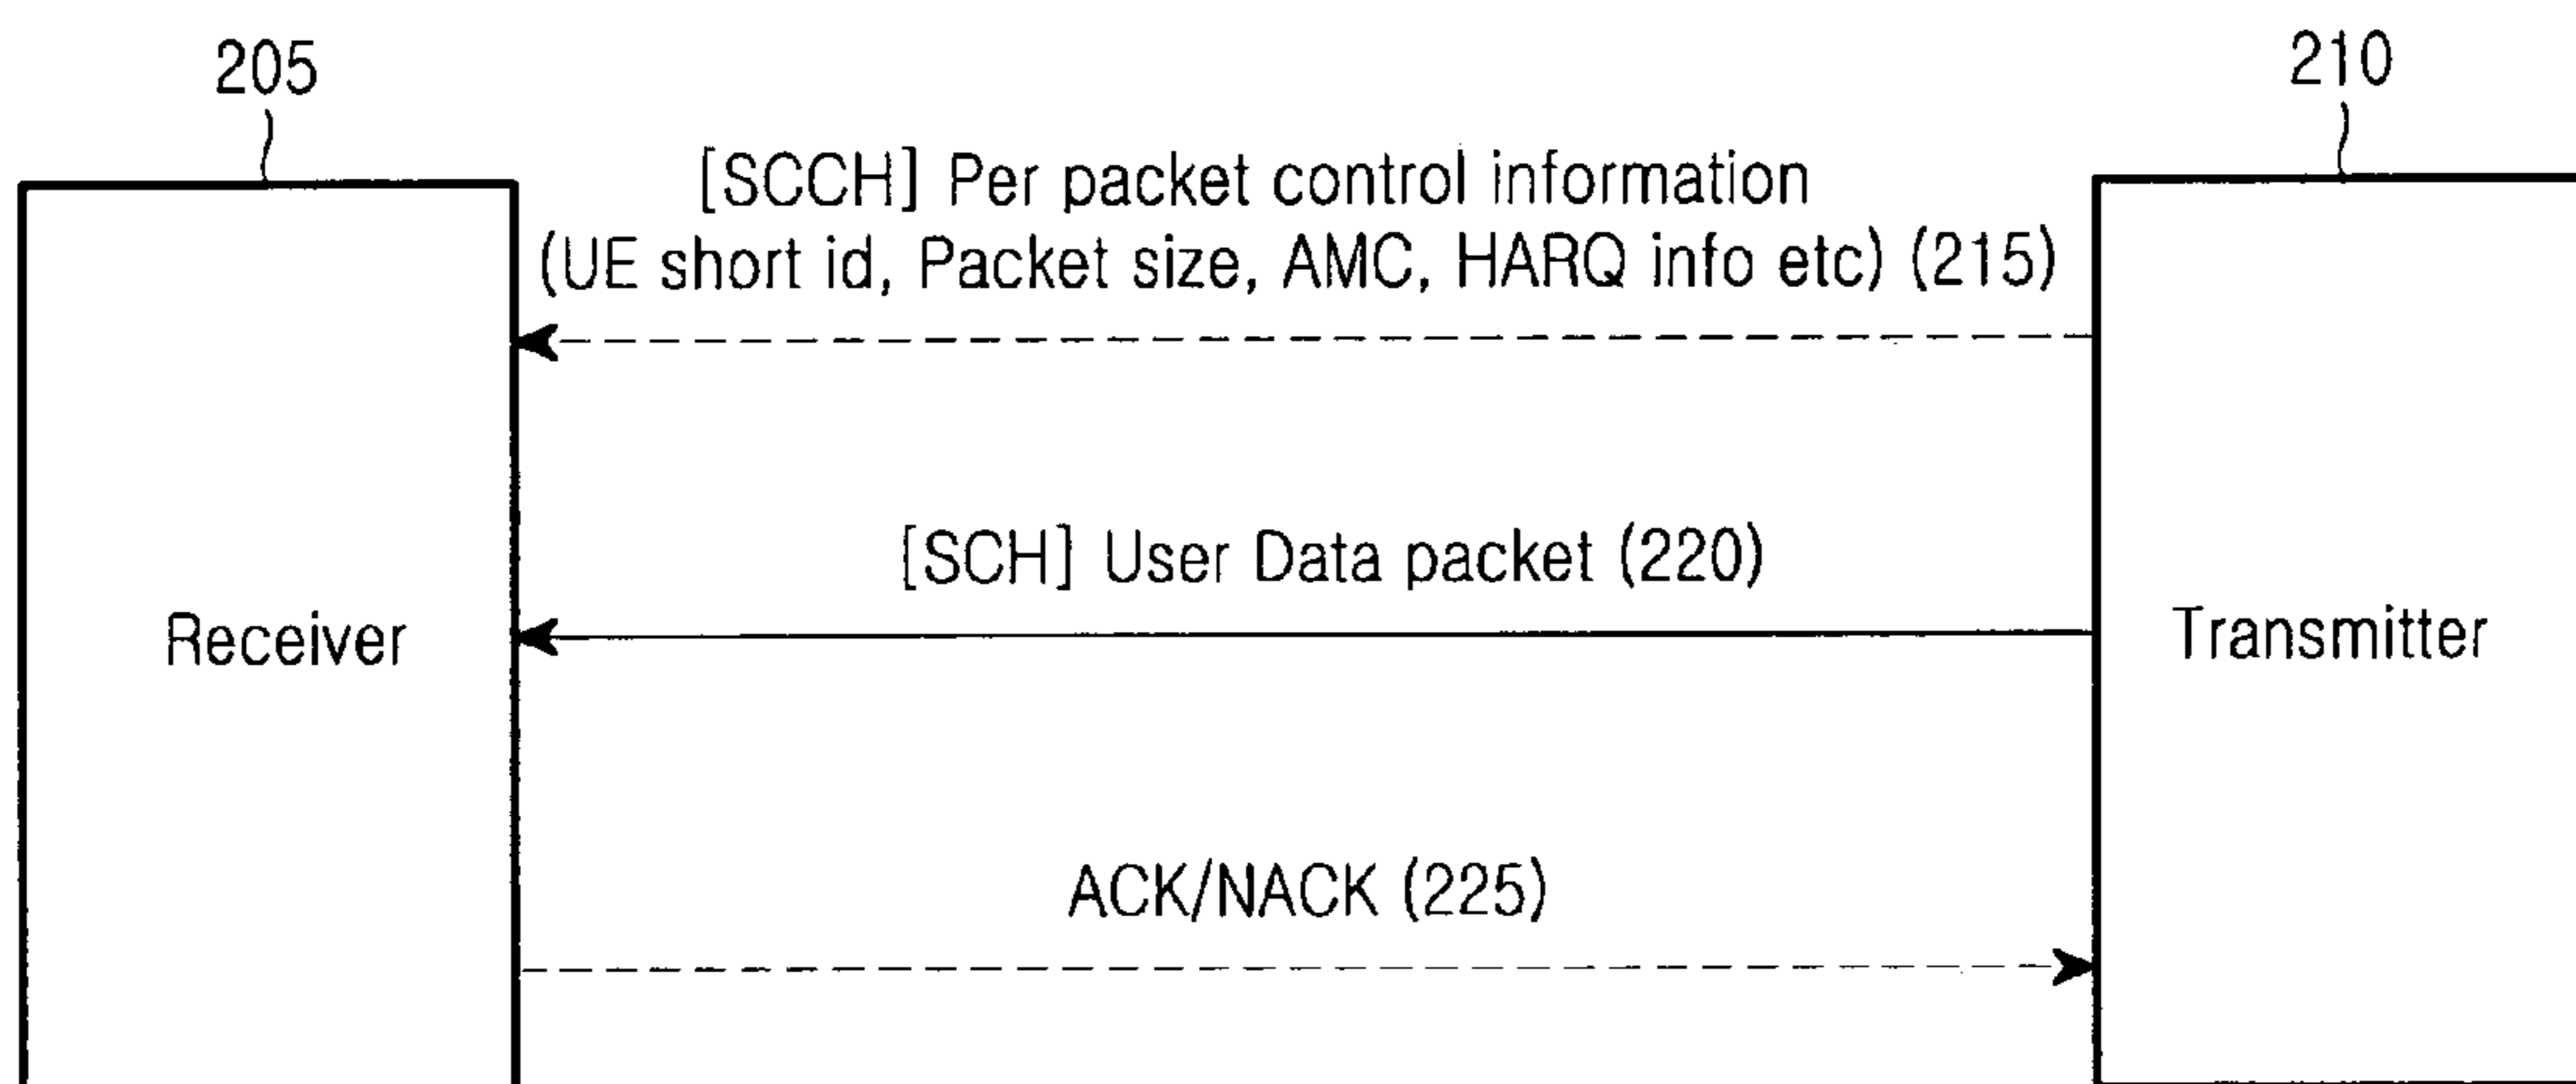 205
210
[SCCH] Per packet control information
(UE short id, Packet size, AMC, HARQ info etc) (215)
[SCH] User Data packet (220)
Receiver
Transmitter
ACK/NACK (225)